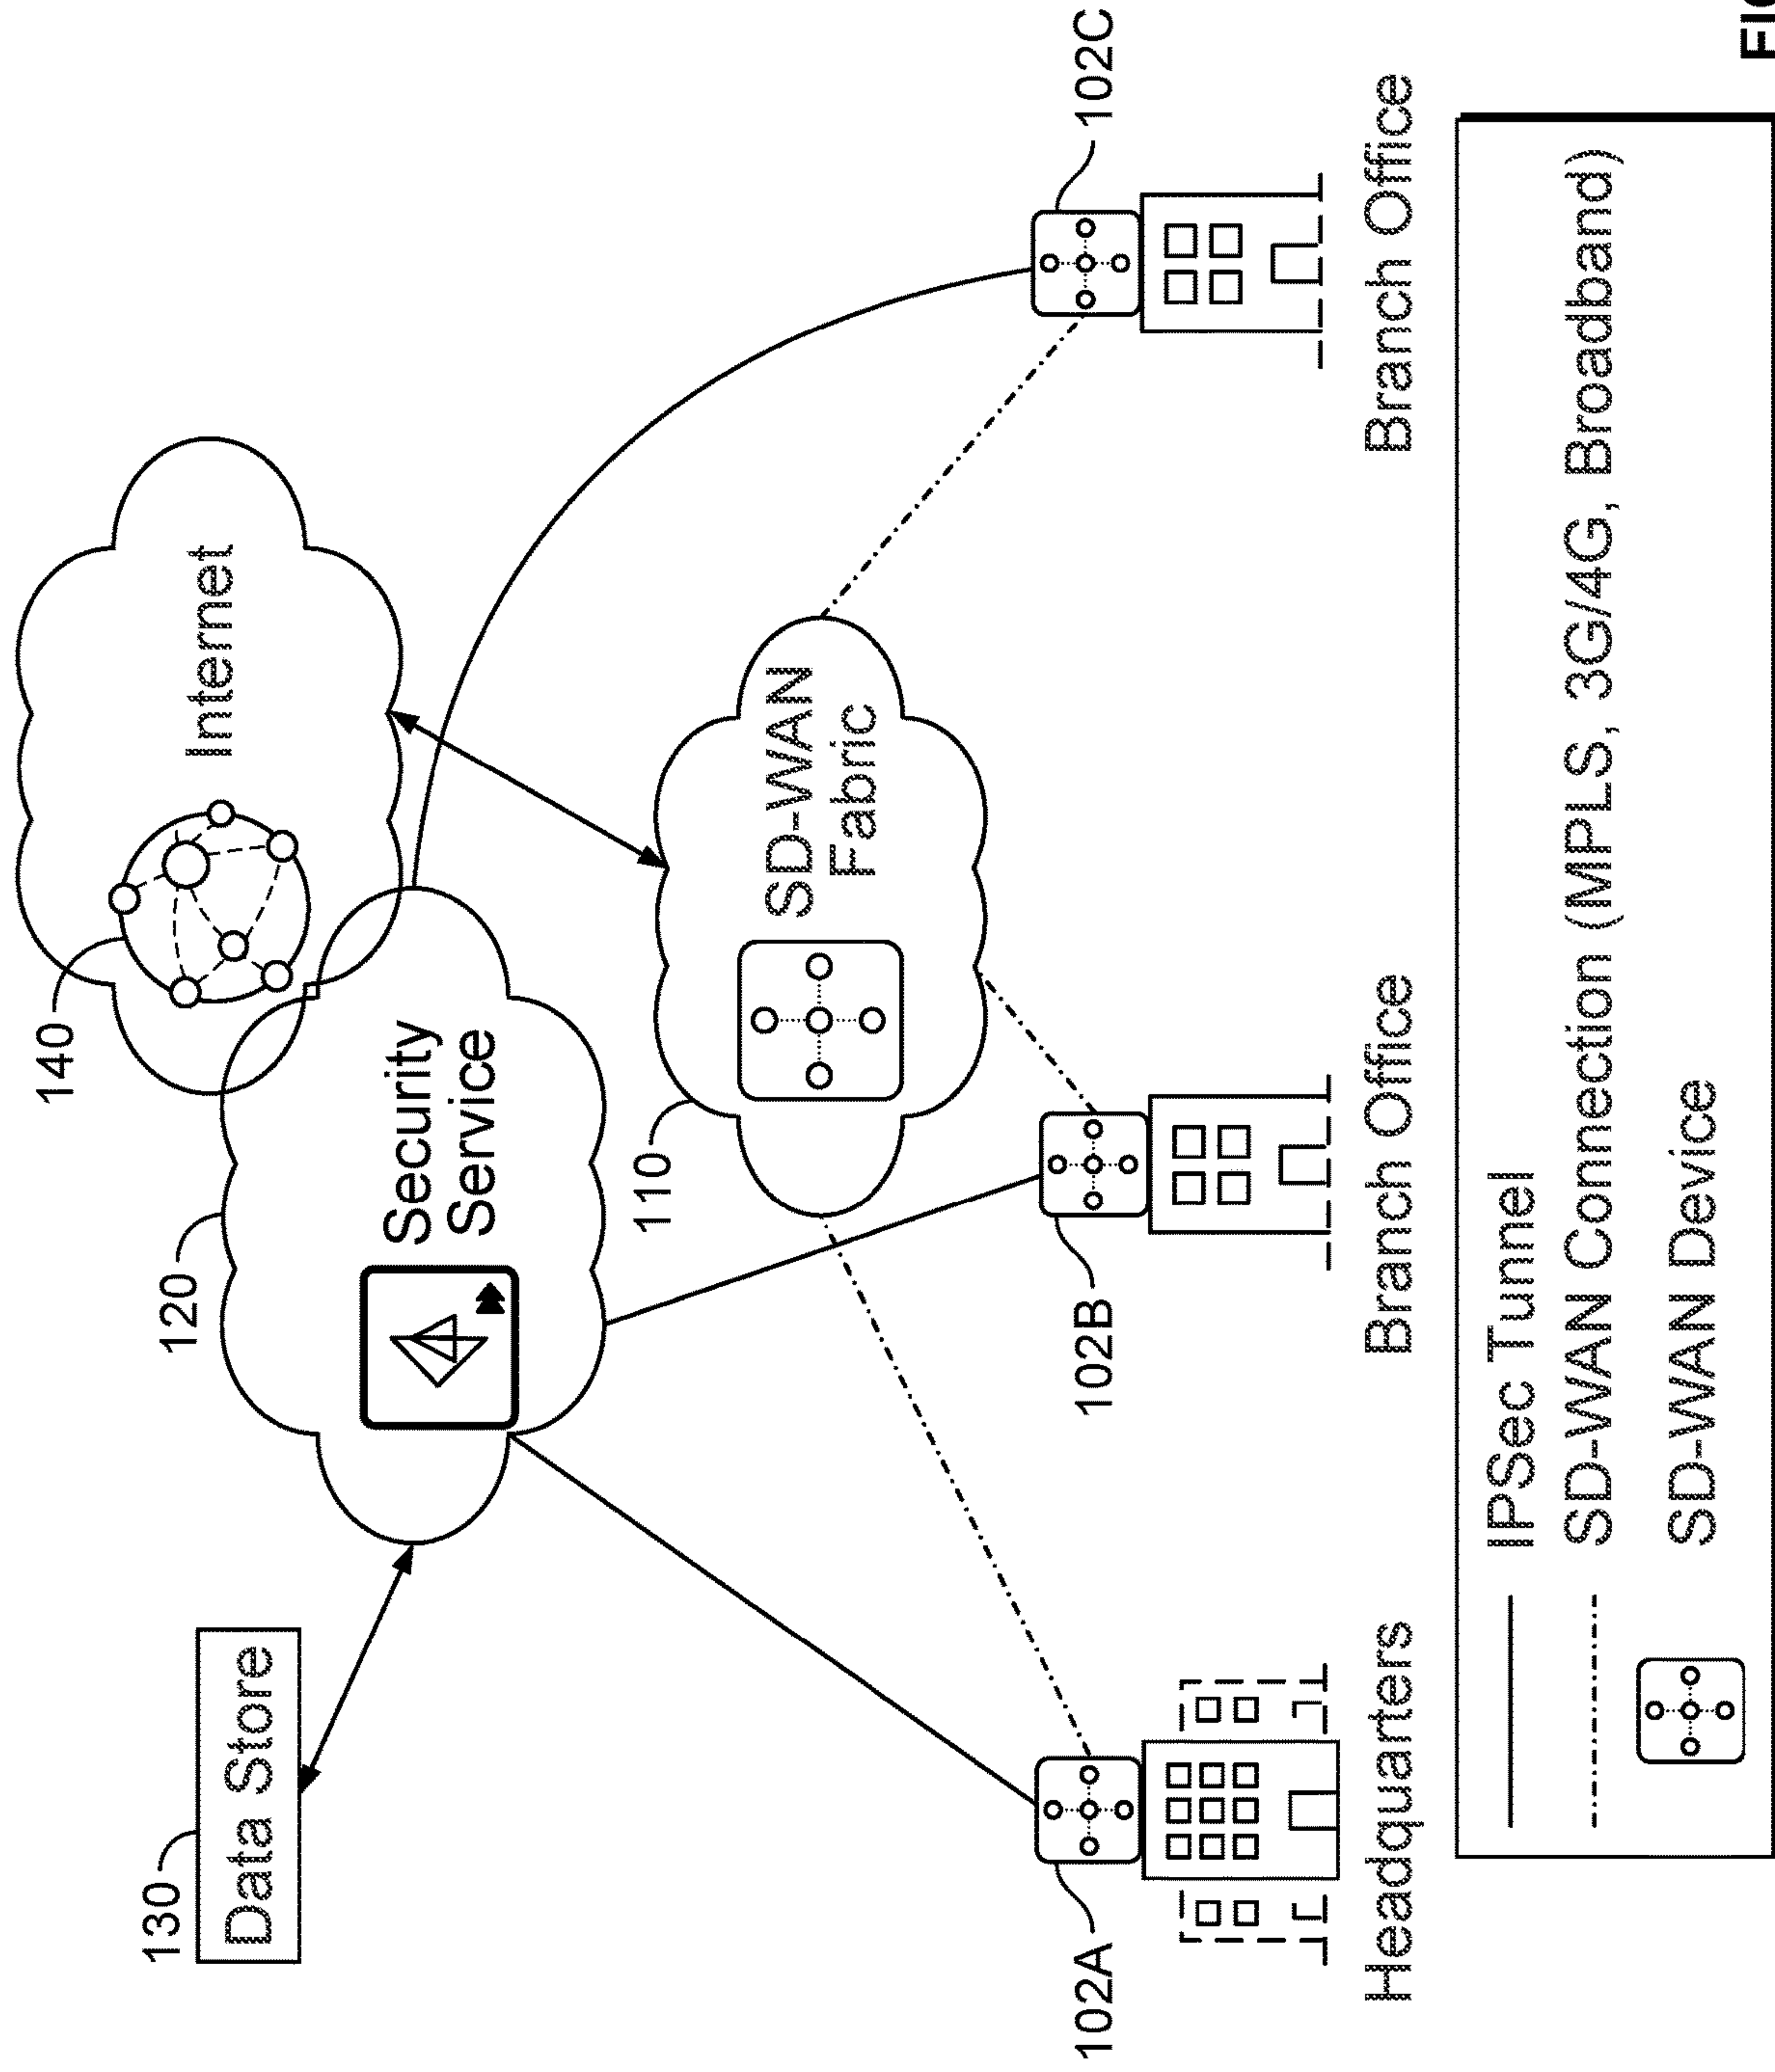 140
Internet
120
Security
Service
130
Data Store
110
SD-WAN
Fabric
102A
102B
102C
Headquarters
Branch Office
Branch Office
IPSec Tunnel
SD-WAN Connection (MPLS, 3G/4G, Broadband)
SD-WAN Device